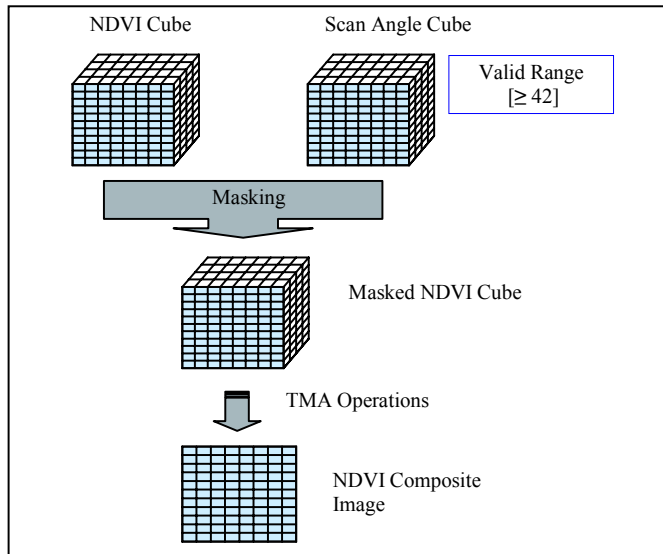 NDVI Cube
Scan Angle Cube
Valid Range
[≥ 42]
Masking
Masked NDVI Cube
TMA Operations
NDVI Composite
Image